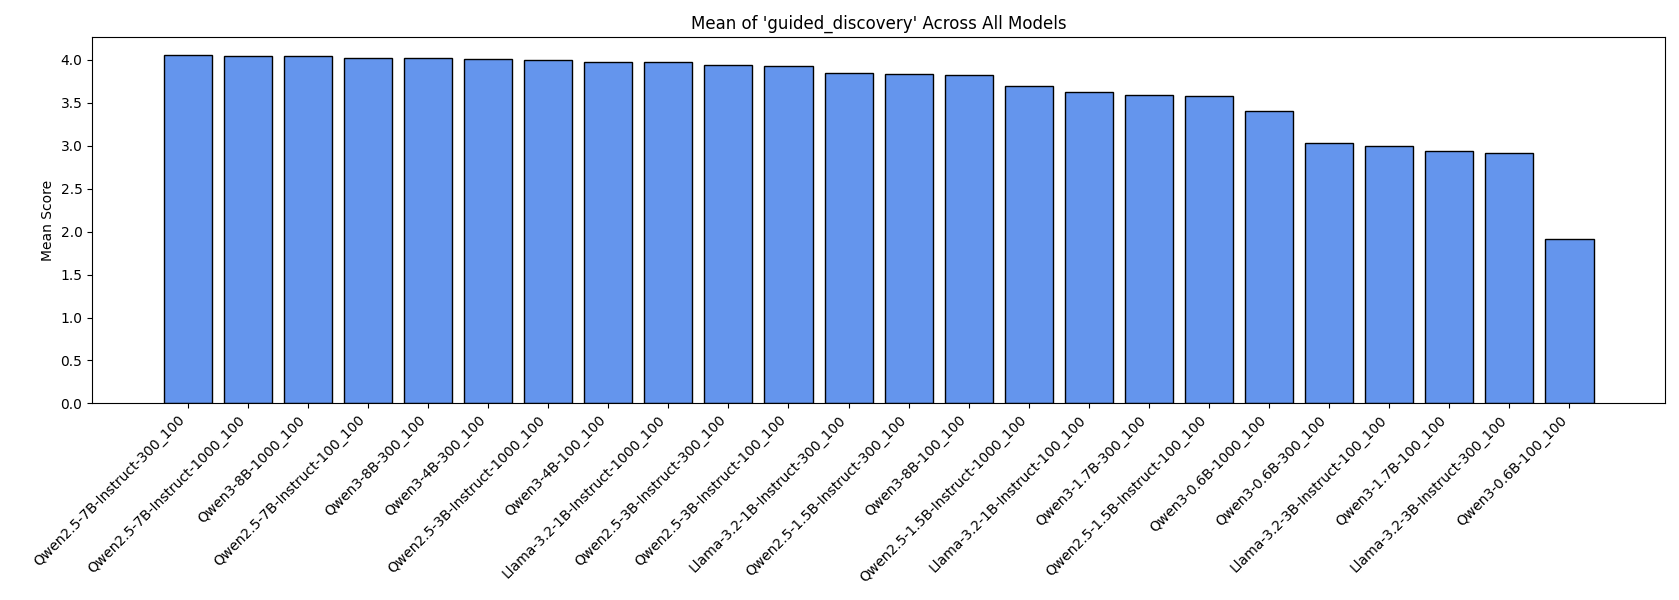 Mean of 'guided_discovery' Across All Models
Mean Score
4.0
3.5
3.0
2.5
2.0
1.5
1.0
0.5
0.0
Qwen2.5-7B-Instruct-300_100
Qwen2.5-7B-Instruct-1000_100
Qwen3-8B-1000_100
Qwen2.5-7B-Instruct-100_100
Qwen3-8B-300_100
Qwen3-4B-300_100
Qwen2.5-3B-Instruct-1000_100
Qwen3-4B-100_100
Llama-3.2-1B-Instruct-1000_100
Qwen2.5-3B-Instruct-300_100
Qwen2.5-3B-Instruct-100_100
Llama-3.2-1B-Instruct-300_100
Qwen2.5-1.5B-Instruct-300_100
Qwen3-8B-100_100
Qwen2.5-1.5B-Instruct-1000_100
Llama-3.2-1B-Instruct-100_100
Qwen3-1.7B-300_100
Qwen2.5-1.5B-Instruct-100_100
Qwen3-0.6B-1000_100
Qwen3-0.6B-300_100
Llama-3.2-3B-Instruct-100_100
Qwen3-1.7B-100_100
Llama-3.2-3B-Instruct-300_100
Qwen3-0.6B-100_100